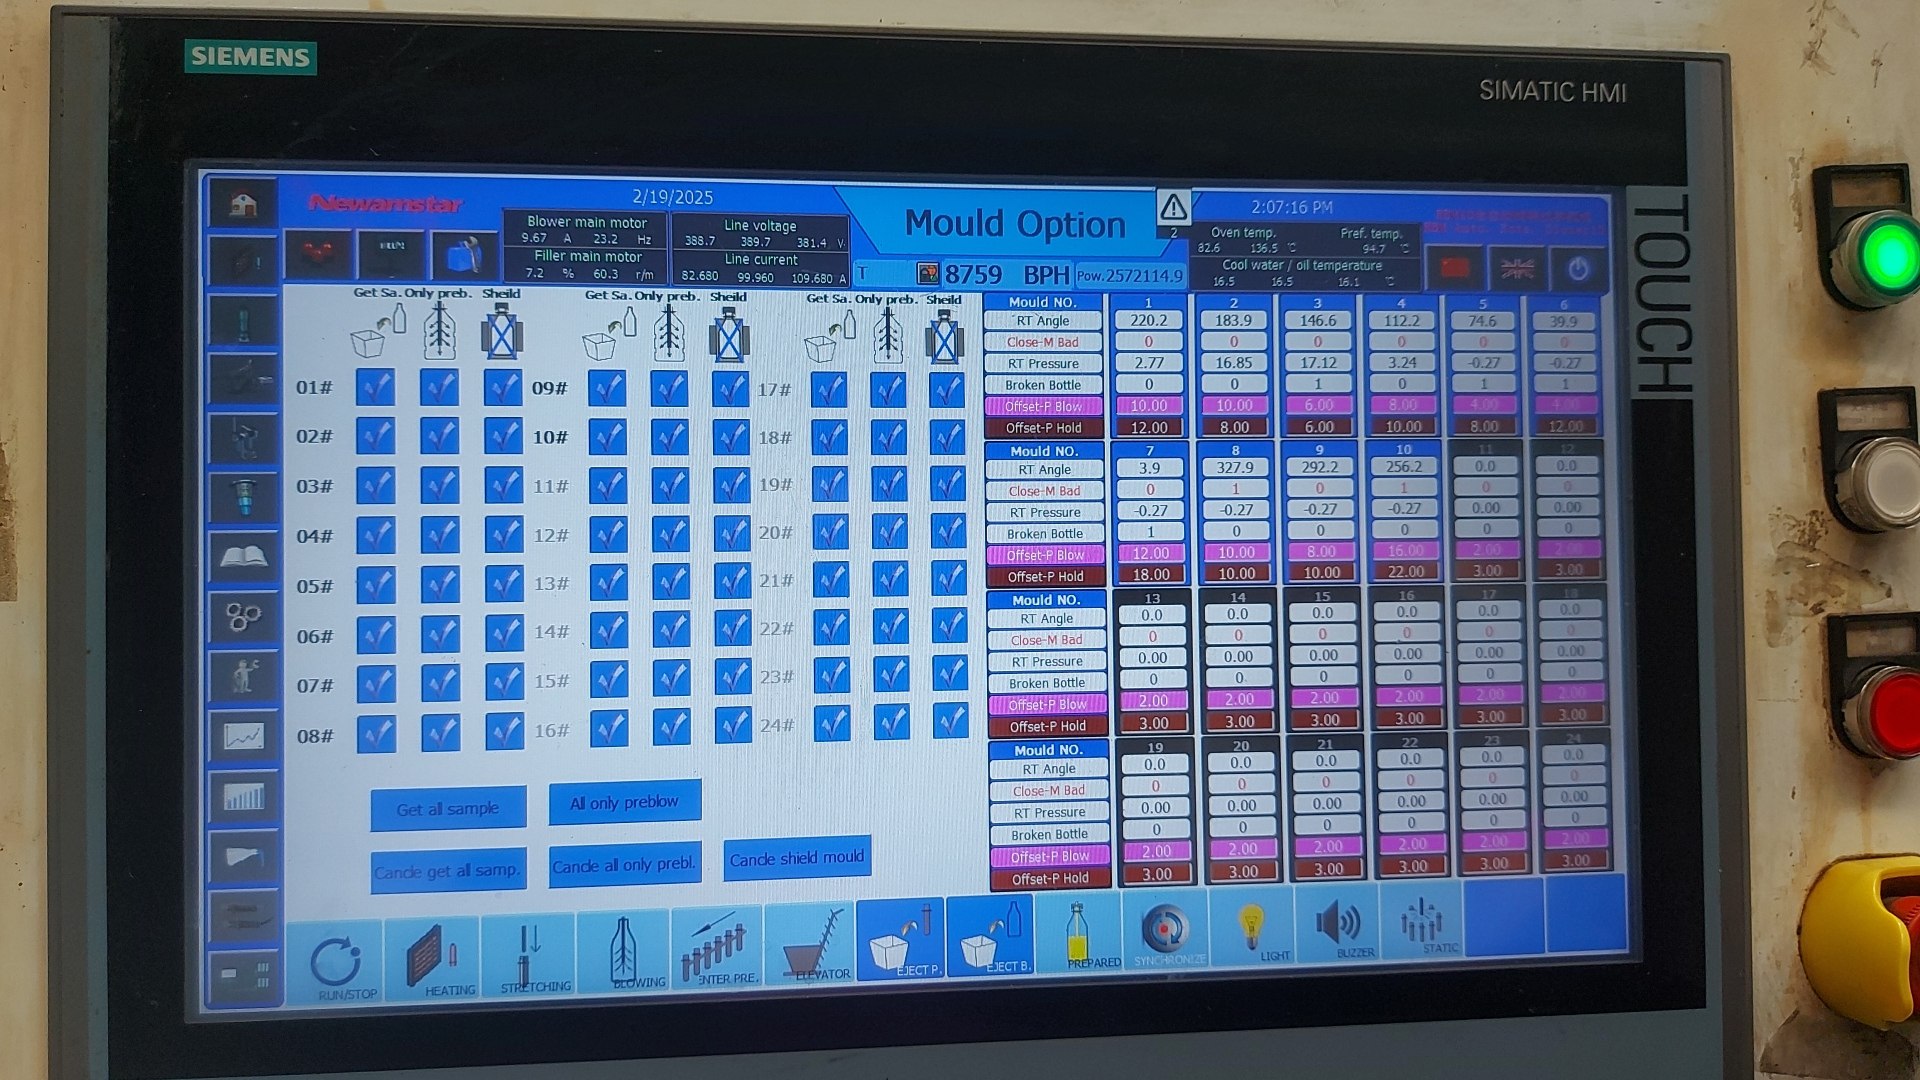 SIEMENS
SIMATIC HMI
TOUCH
Newamstar
2/19/2025
Mould Option
2
2:07:16 PM
Blower main motor
9.67 A 23.2 Hz
Filler main motor
7.2 % 60.3 r/m
Line voltage
388.7 389.7 381.4 V
Line current
82.680 99.960 109.680 A
T 8759 BPH Pow.2572114.9
Oven temp. Pref. temp.
82.6 136.5 ℃ 94.7 ℃
Cool water / oil temperature
16.5 16.5 16.1 ℃
Get Sa. Only preb. Sheild Get Sa. Only preb. Sheild Get Sa. Only preb. Sheild
01# 09# 17#
02# 10# 18#
03# 11# 19#
04# 12# 20#
05# 13# 21#
06# 14# 22#
07# 15# 23#
08# 16# 24#
Get all sample All only preblow
Cancle get all samp. Cancle all only prebl. Cancle shield mould
Mould NO. 1 2 3 4 5 6
RT Angle 220.2 183.9 146.6 112.2 74.6 39.9
Close-M Bad 0 0 0 0 0 0
RT Pressure 2.77 16.85 17.12 3.24 -0.27 -0.27
Broken Bottle 0 0 1 0 1 1
Offset-P Blow 10.00 10.00 6.00 8.00 4.00 4.00
Offset-P Hold 12.00 8.00 6.00 10.00 8.00 12.00
Mould NO. 7 8 9 10 11 12
RT Angle 3.9 327.9 292.2 256.2 0.0 0.0
Close-M Bad 0 1 0 1 0 0
RT Pressure -0.27 -0.27 -0.27 -0.27 0.00 0.00
Broken Bottle 1 0 0 0 0 0
Offset-P Blow 12.00 10.00 8.00 16.00 2.00 2.00
Offset-P Hold 18.00 10.00 10.00 22.00 3.00 3.00
Mould NO. 13 14 15 16 17 18
RT Angle 0.0 0.0 0.0 0.0 0.0 0.0
Close-M Bad 0 0 0 0 0 0
RT Pressure 0.00 0.00 0.00 0.00 0.00 0.00
Broken Bottle 0 0 0 0 0 0
Offset-P Blow 2.00 2.00 2.00 2.00 2.00 2.00
Offset-P Hold 3.00 3.00 3.00 3.00 3.00 3.00
Mould NO. 19 20 21 22 23 24
RT Angle 0.0 0.0 0.0 0.0 0.0 0.0
Close-M Bad 0 0 0 0 0 0
RT Pressure 0.00 0.00 0.00 0.00 0.00 0.00
Broken Bottle 0 0 0 0 0 0
Offset-P Blow 2.00 2.00 2.00 2.00 2.00 2.00
Offset-P Hold 3.00 3.00 3.00 3.00 3.00 3.00
RUN/STOP HEATING STRETCHING BLOWING ENTER PRE. ELEVATOR EJECT P. EJECT B. PREPARED SYNCHRONIZE LIGHT BUZZER STATIC